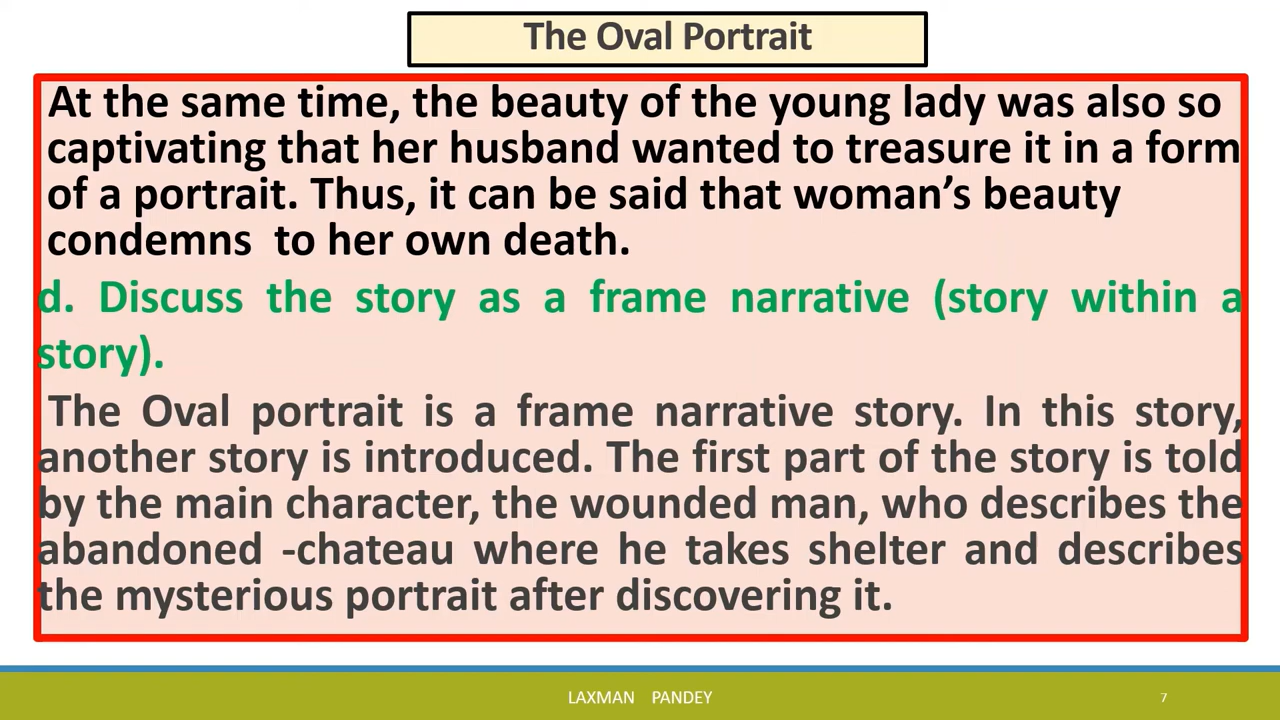 The Oval Portrait
At the same time, the beauty of the young lady was also so
captivating that her husband wanted to treasure it in a form
of a portrait. Thus, it can be said that woman’s beauty
condemns  to her own death.
d. Discuss the story as a frame narrative (story within a
story).
The Oval portrait is a frame narrative story. In this story,
another story is introduced. The first part of the story is told
by the main character, the wounded man, who describes the
abandoned -chateau where he takes shelter and describes
the mysterious portrait after discovering it.
LAXMAN    PANDEY
7